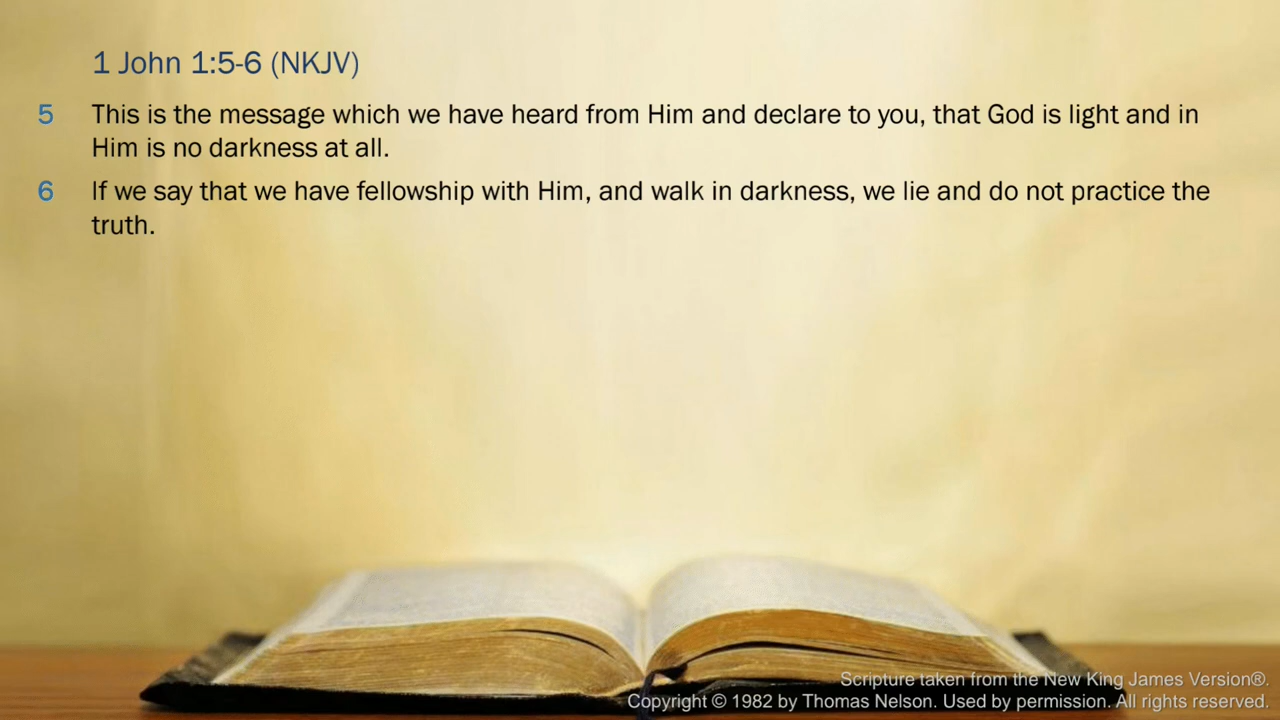 1 John 1:5-6 (NKJV)
5 This is the message which we have heard from Him and declare to you, that God is light and in
Him is no darkness at all.
6 If we say that we have fellowship with Him, and walk in darkness, we lie and do not practice the
truth.
Scripture taken from the New King James Version®.
Copyright © 1982 by Thomas Nelson. Used by permission. All rights reserved.